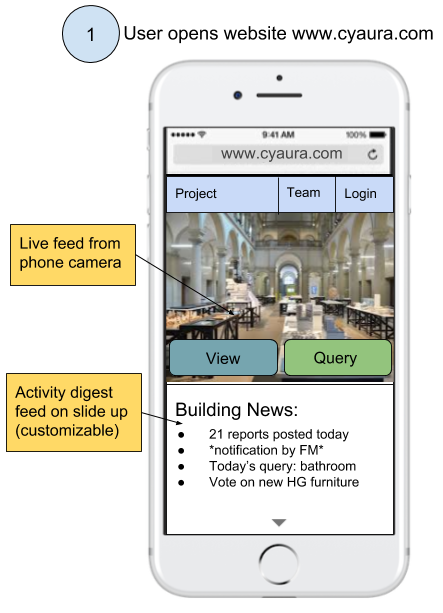 1 User opens website www.cyaura.com
9:41 AM 100%
www.cyaura.com
Project Team Login
Live feed from
phone camera
View Query
Activity digest
feed on slide up
(customizable)
Building News:
● 21 reports posted today
● *notification by FM*
● Today's query: bathroom
● Vote on new HG furniture